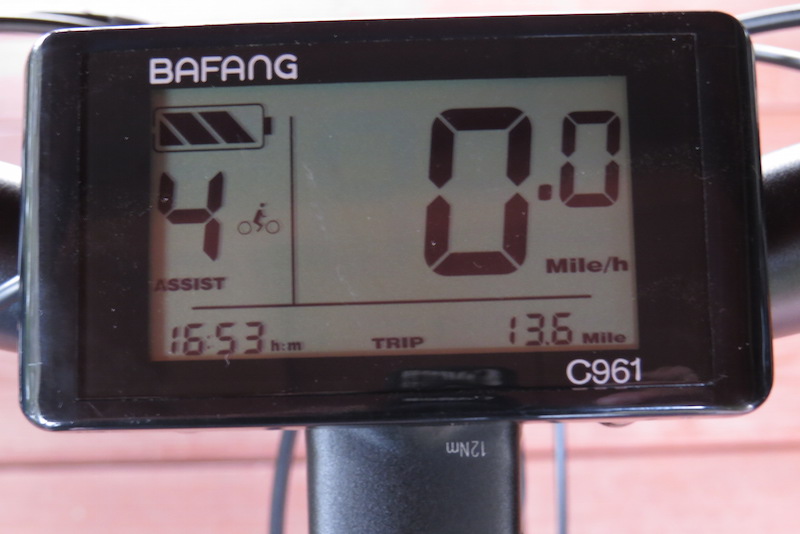 BAFANG
4
ASSIST
0.0
Mile/h
16:53 h:m TRIP 13.6 Mile
C961
12Nm